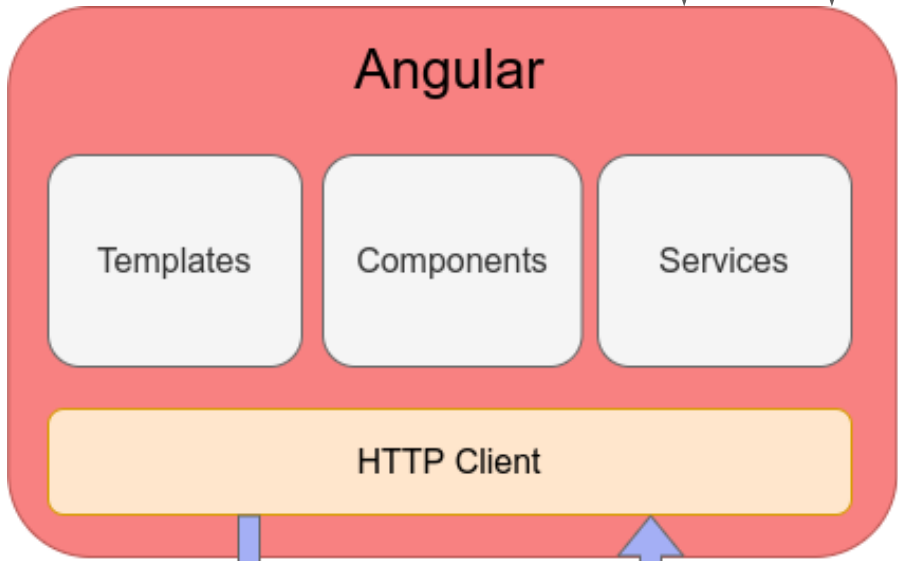 Angular
Templates
Components
Services
HTTP Client